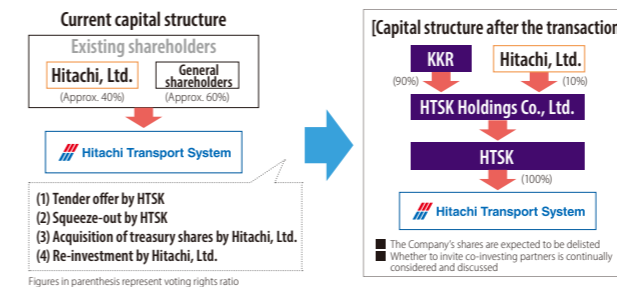 Current capital structure
Existing shareholders
Hitachi, Ltd.
General
shareholders
(Approx. 40%)
(Approx. 60%)
Hitachi Transport System
(1) Tender offer by HTSK
(2) Squeeze-out by HTSK
(3) Acquisition of treasury shares by Hitachi, Ltd.
(4) Re-investment by Hitachi, Ltd.
Figures in parenthesis represent voting rights ratio
[Capital structure after the transaction
KKR
Hitachi, Ltd.
(90%)
(10%)
HTSK Holdings Co., Ltd.
HTSK
(100%)
Hitachi Transport System
■ The Company's shares are expected to be delisted
■ Whether to invite co-investing partners is continually
considered and discussed